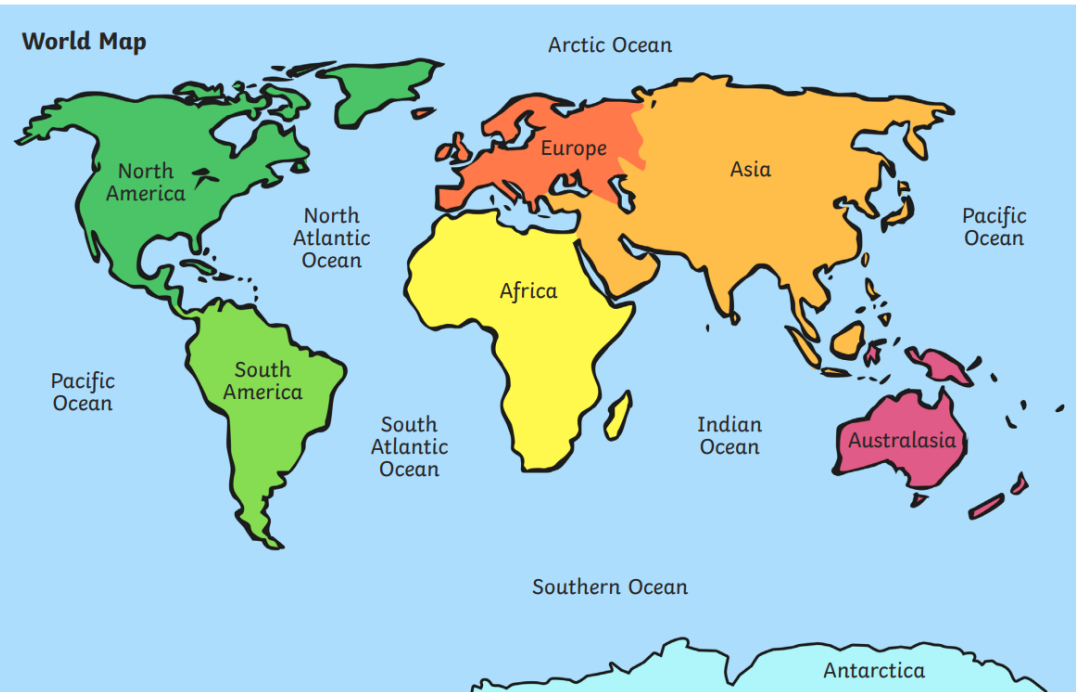 World Map
Arctic Ocean
North
America
Europe
Asia
North
Atlantic
Ocean
Pacific
Ocean
Africa
South
America
Pacific
Ocean
South
Atlantic
Ocean
Indian
Ocean
Australasia
Southern Ocean
Antarctica